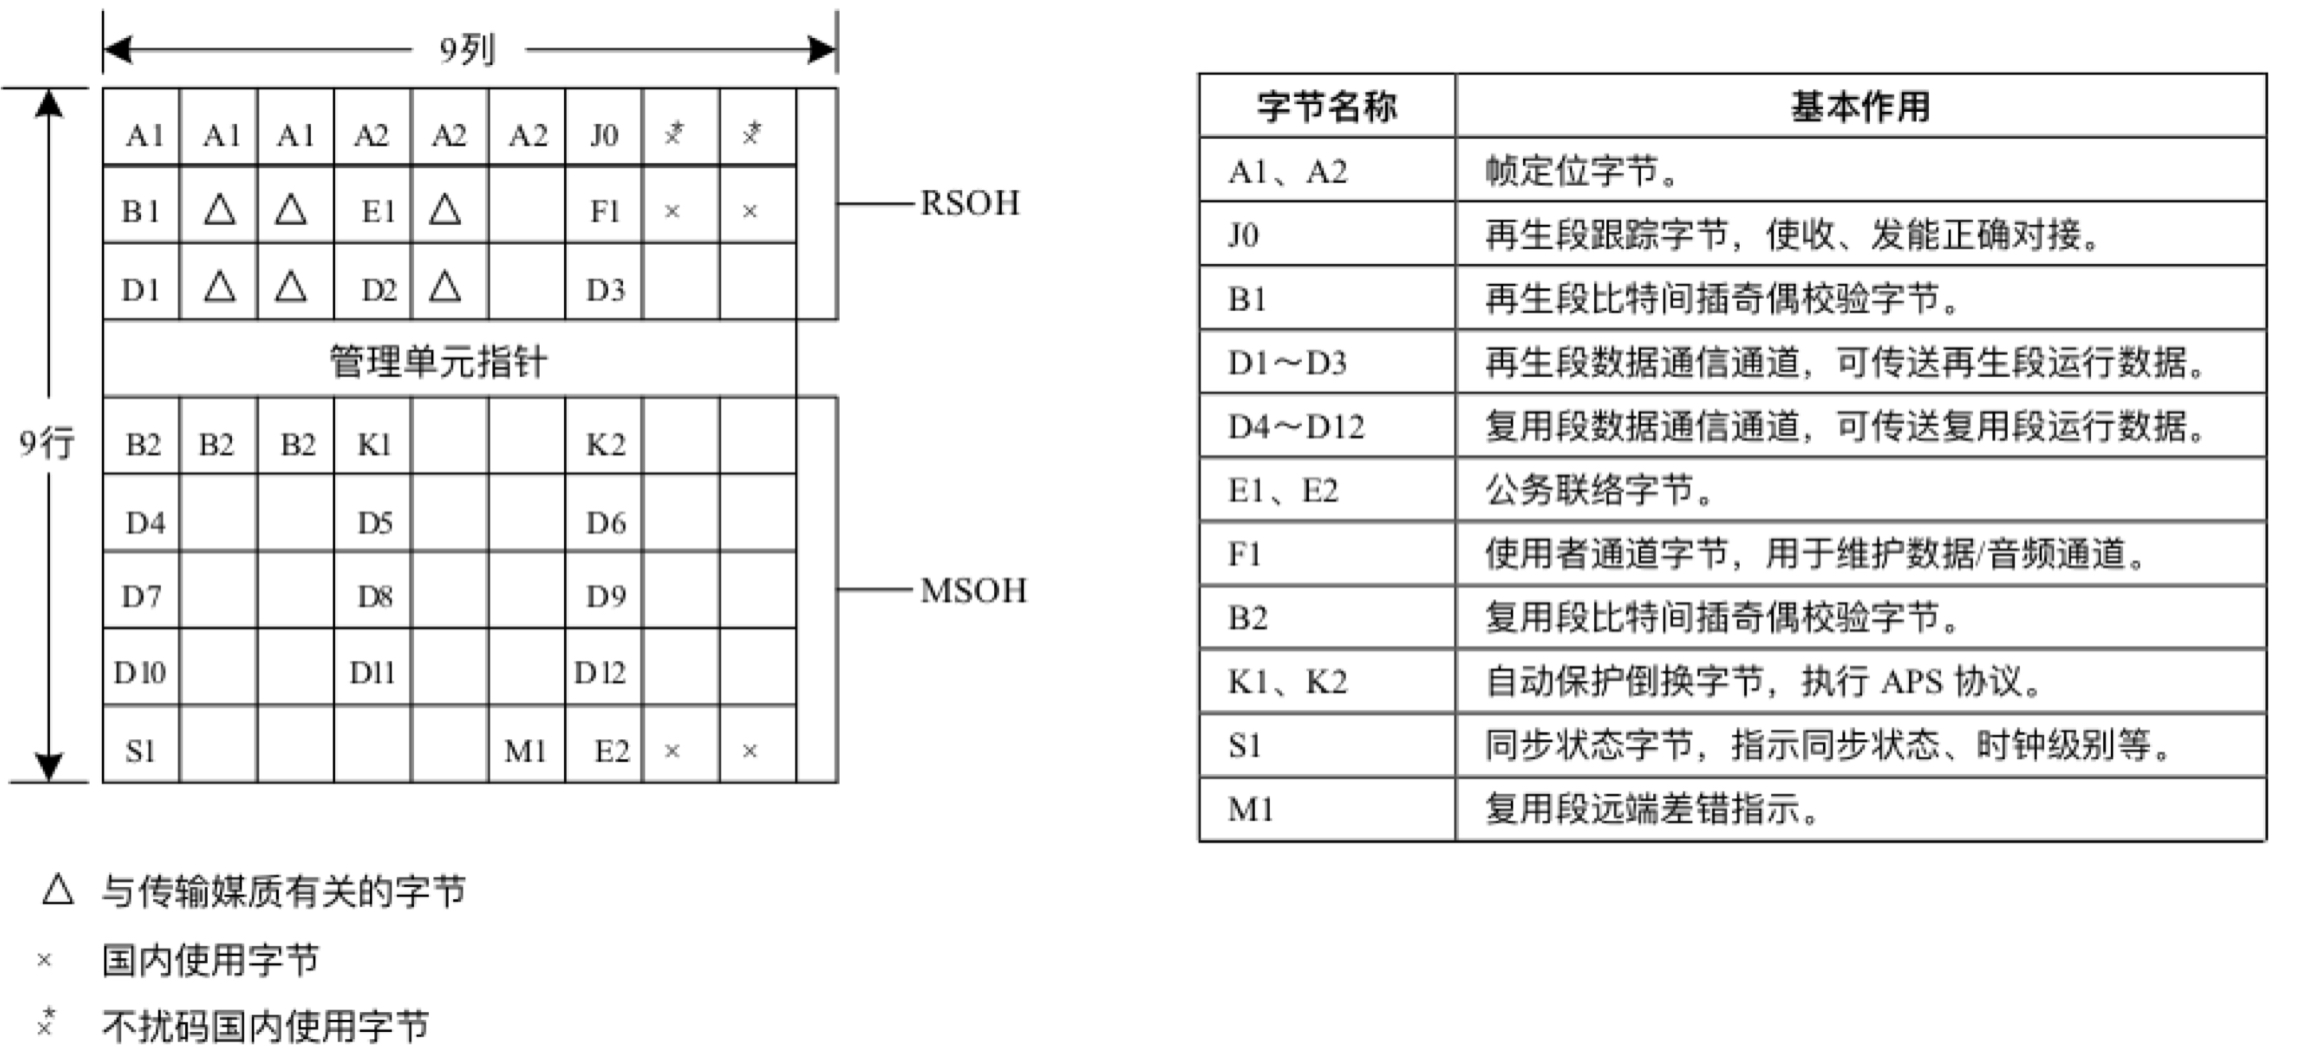 9列
9行
A1 A1 A1 A2 A2 A2 J0 ×* ×*
B1 △ △ E1 △ F1 × ×
D1 △ △ D2 △ D3
RSOH
管理单元指针
B2 B2 B2 K1 K2
D4 D5 D6
D7 D8 D9
D10 D11 D12
S1 M1 E2 × ×
MSOH
△ 与传输媒质有关的字节
× 国内使用字节
×* 不扰码国内使用字节
字节名称 基本作用
A1、A2 帧定位字节。
J0 再生段跟踪字节，使收、发能正确对接。
B1 再生段比特间插奇偶校验字节。
D1～D3 再生段数据通信通道，可传送再生段运行数据。
D4～D12 复用段数据通信通道，可传送复用段运行数据。
E1、E2 公务联络字节。
F1 使用者通道字节，用于维护数据/音频通道。
B2 复用段比特间插奇偶校验字节。
K1、K2 自动保护倒换字节，执行 APS 协议。
S1 同步状态字节，指示同步状态、时钟级别等。
M1 复用段远端差错指示。